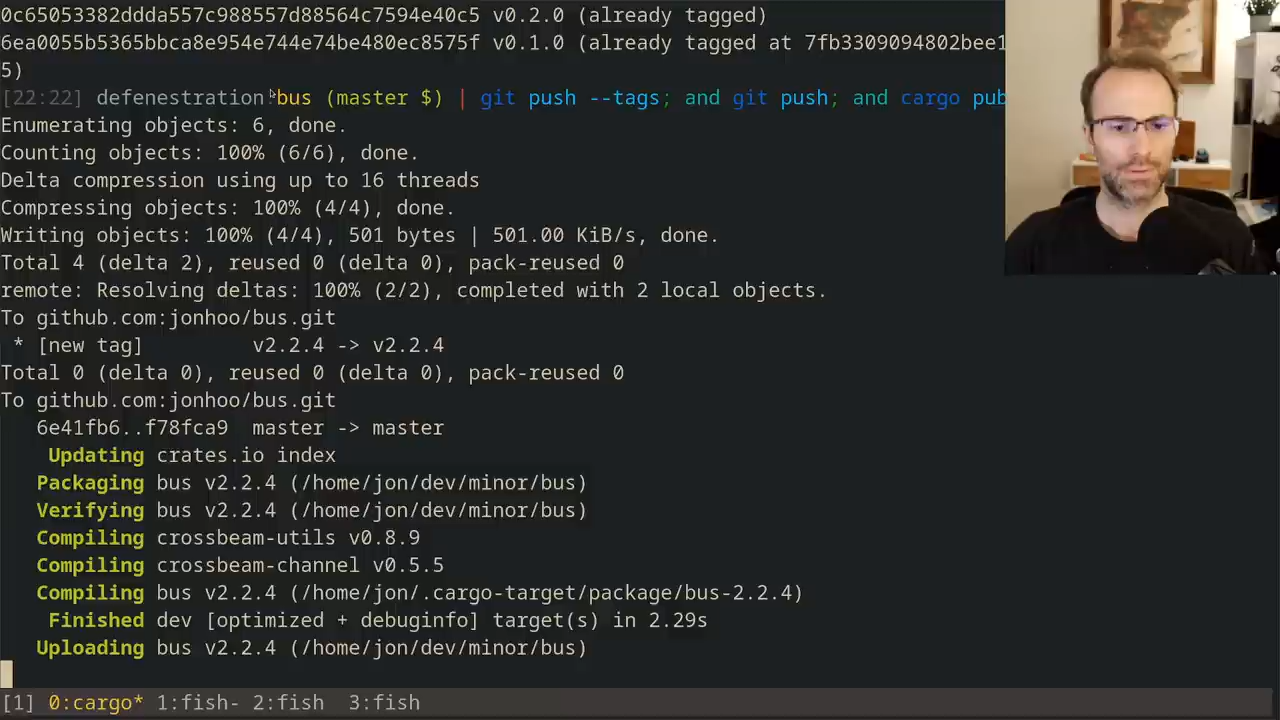 0c65053382ddda557c988557d88564c7594e40c5 v0.2.0 (already tagged)
6ea0055b5365bbca8e954e744e74be480ec8575f v0.1.0 (already tagged at 7fb3309094802bee1
5)
[22:22] defenestration:bus (master $) | git push --tags; and git push; and cargo pub
Enumerating objects: 6, done.
Counting objects: 100% (6/6), done.
Delta compression using up to 16 threads
Compressing objects: 100% (4/4), done.
Writing objects: 100% (4/4), 501 bytes | 501.00 KiB/s, done.
Total 4 (delta 2), reused 0 (delta 0), pack-reused 0
remote: Resolving deltas: 100% (2/2), completed with 2 local objects.
To github.com:jonhoo/bus.git
 * [new tag]         v2.2.4 -> v2.2.4
Total 0 (delta 0), reused 0 (delta 0), pack-reused 0
To github.com:jonhoo/bus.git
   6e41fb6..f78fca9  master -> master
    Updating crates.io index
   Packaging bus v2.2.4 (/home/jon/dev/minor/bus)
   Verifying bus v2.2.4 (/home/jon/dev/minor/bus)
   Compiling crossbeam-utils v0.8.9
   Compiling crossbeam-channel v0.5.5
   Compiling bus v2.2.4 (/home/jon/.cargo-target/package/bus-2.2.4)
    Finished dev [optimized + debuginfo] target(s) in 2.29s
   Uploading bus v2.2.4 (/home/jon/dev/minor/bus)
[1] 0:cargo* 1:fish- 2:fish  3:fish